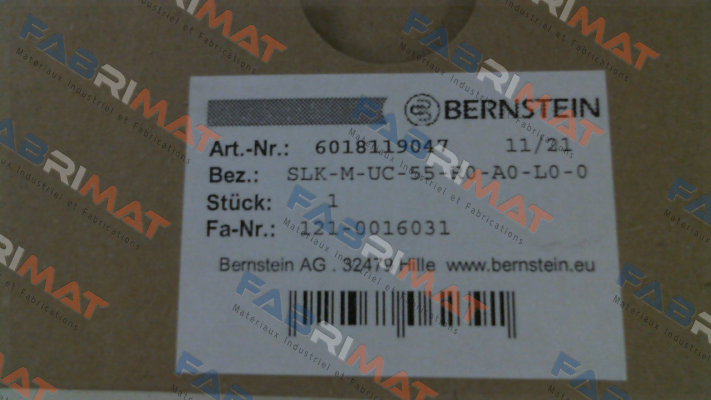 BERNSTEIN
Art.-Nr.: 6018119047 11/21
Bez.: SLK-M-UC-55-R0-A0-L0-0
Stück: 1
Fa-Nr.: 121-0016031
Bernstein AG . 32479 Hille www.bernstein.eu
FABRIMAT
Materiaux Industriel et Fabrications